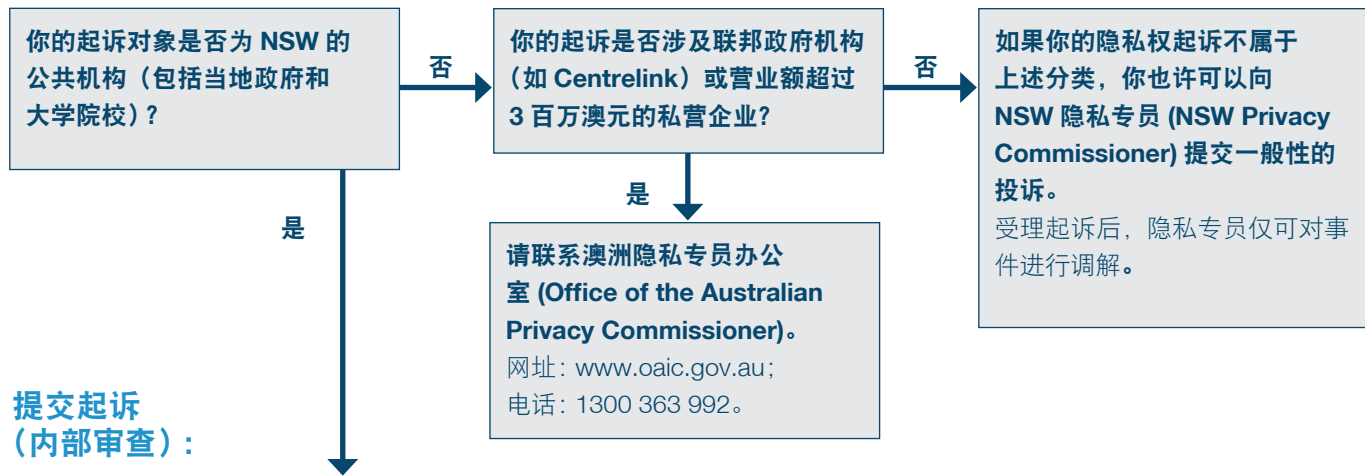 你的起诉对象是否为 NSW 的
公共机构（包括当地政府和
大学院校）？
否
你的起诉是否涉及联邦政府机构
（如 Centrelink）或营业额超过
3 百万澳元的私营企业？
否
如果你的隐私权起诉不属于
上述分类，你也许可以向
NSW 隐私专员 (NSW Privacy
Commissioner) 提交一般性的
投诉。
受理起诉后，隐私专员仅可对事
件进行调解。
是
是
请联系澳洲隐私专员办公
室 (Office of the Australian
Privacy Commissioner)。
网址：www.oaic.gov.au；
电话：1300 363 992。
提交起诉
（内部审查）：